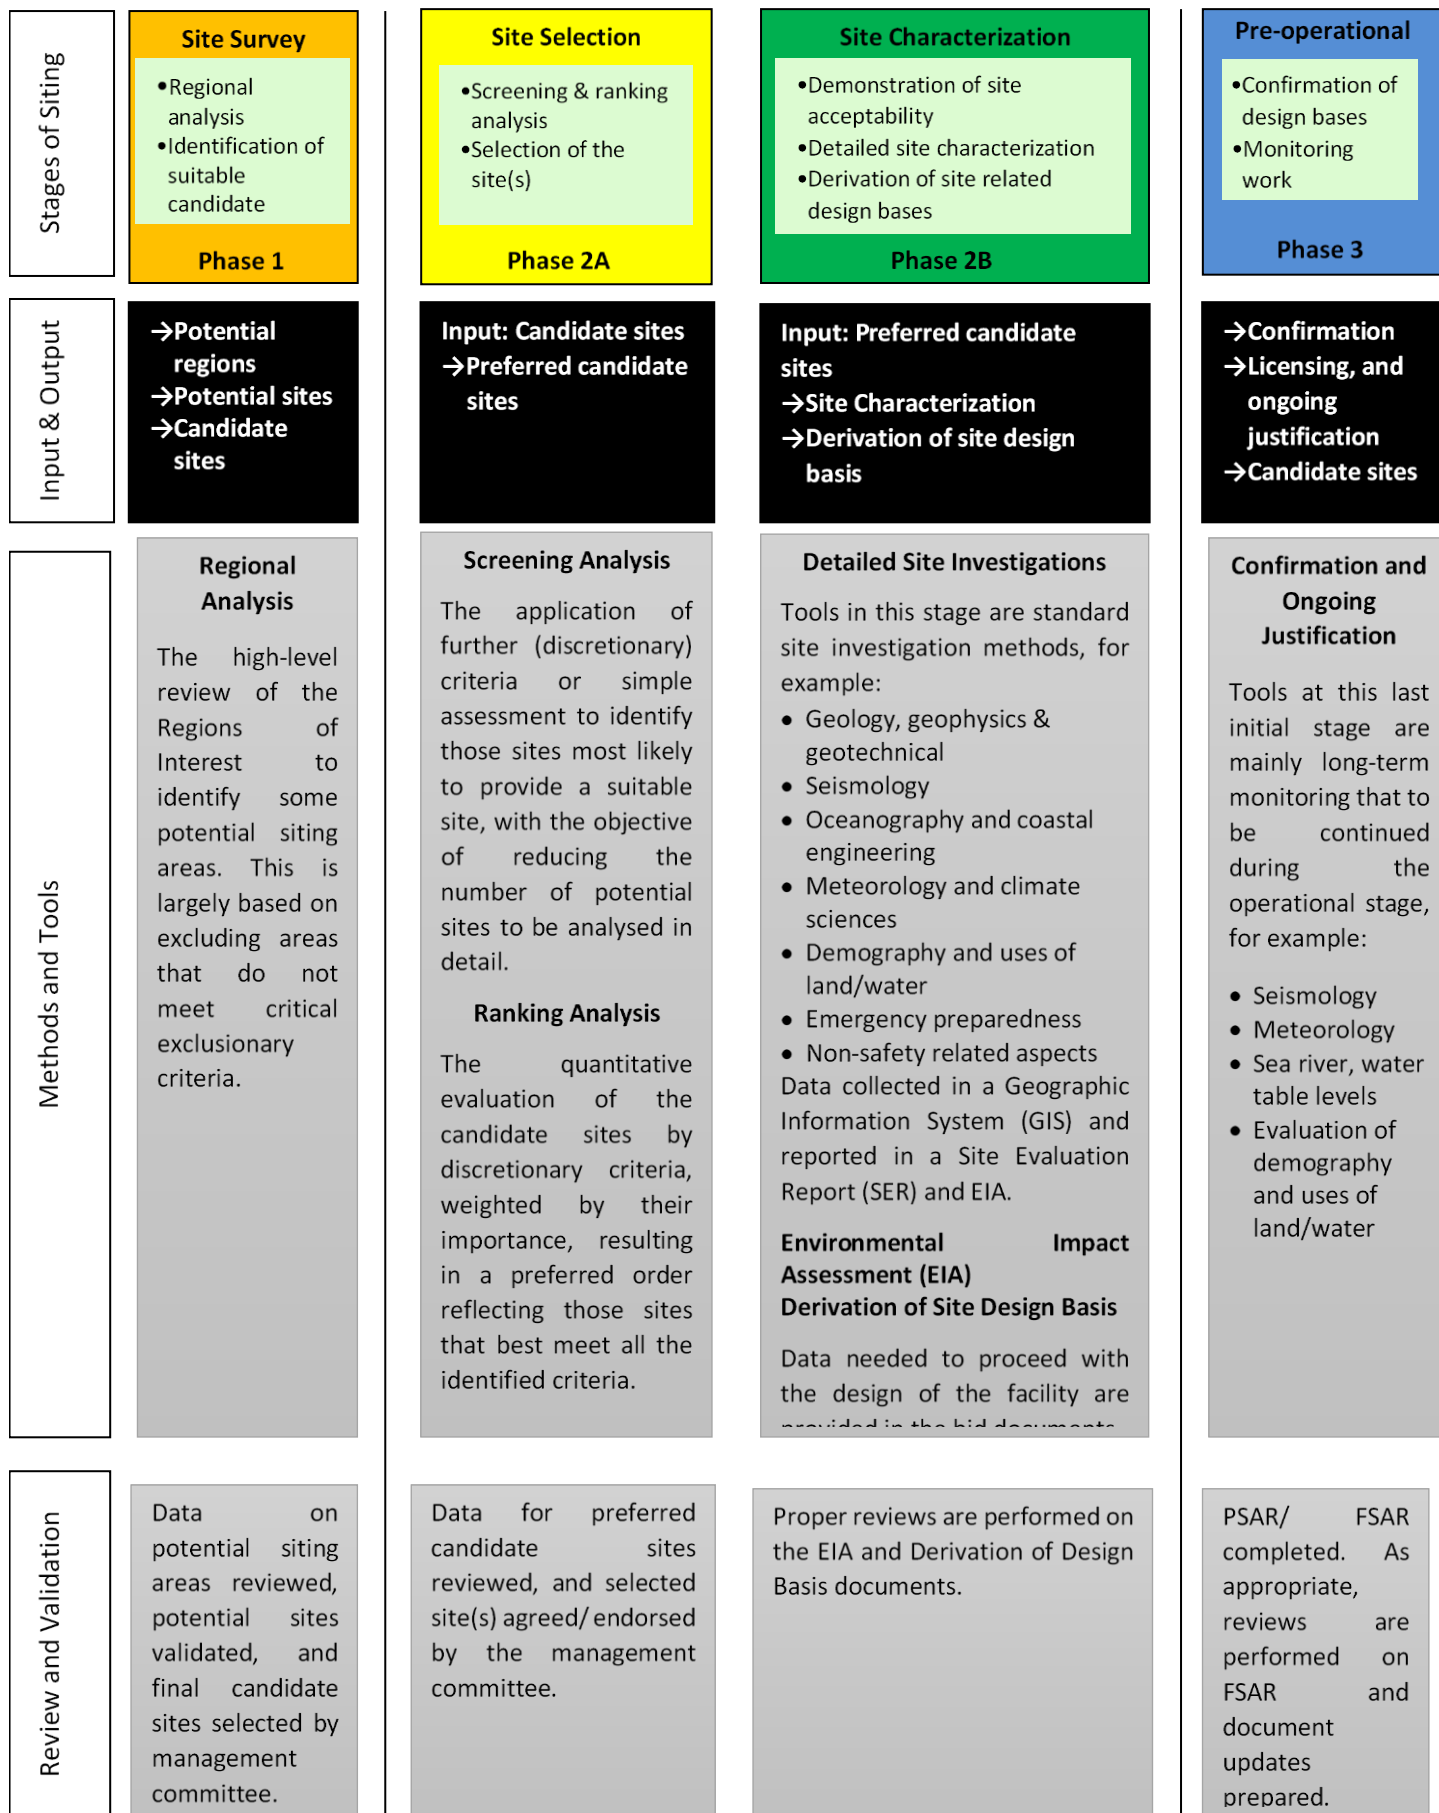 Stages of Siting
Site Survey
•Regional
analysis
•Identification of
suitable
candidate
Phase 1
Site Selection
•Screening & ranking
analysis
•Selection of the
site(s)
Phase 2A
Site Characterization
•Demonstration of site
acceptability
•Detailed site characterization
•Derivation of site related
design bases
Phase 2B
Pre-operational
•Confirmation of
design bases
•Monitoring
work
Phase 3
Input & Output
→Potential
regions
→Potential sites
→Candidate
sites
Input: Candidate sites
→Preferred candidate
sites
Input: Preferred candidate
sites
→Site Characterization
→Derivation of site design
basis
→Confirmation
→Licensing, and
ongoing
justification
→Candidate sites
Methods and Tools
Regional
Analysis
The high-level
review of the
Regions of
Interest to
identify some
potential siting
areas. This is
largely based on
excluding areas
that do not
meet critical
exclusionary
criteria.
Screening Analysis
The application of
further (discretionary)
criteria or simple
assessment to identify
those sites most likely
to provide a suitable
site, with the objective
of reducing the
number of potential
sites to be analysed in
detail.
Ranking Analysis
The quantitative
evaluation of the
candidate sites by
discretionary criteria,
weighted by their
importance, resulting
in a preferred order
reflecting those sites
that best meet all the
identified criteria.
Detailed Site Investigations
Tools in this stage are standard
site investigation methods, for
example:
• Geology, geophysics &
geotechnical
• Seismology
• Oceanography and coastal
engineering
• Meteorology and climate
sciences
• Demography and uses of
land/water
• Emergency preparedness
• Non-safety related aspects
Data collected in a Geographic
Information System (GIS) and
reported in a Site Evaluation
Report (SER) and EIA.
Environmental Impact
Assessment (EIA)
Derivation of Site Design Basis
Data needed to proceed with
the design of the facility are
provided in the bid documents.
Confirmation and
Ongoing
Justification
Tools at this last
initial stage are
mainly long-term
monitoring that to
be continued
during the
operational stage,
for example:
• Seismology
• Meteorology
• Sea river, water
table levels
• Evaluation of
demography
and uses of
land/water
Review and Validation
Data on
potential siting
areas reviewed,
potential sites
validated, and
final candidate
sites selected by
management
committee.
Data for preferred
candidate sites
reviewed, and selected
site(s) agreed/ endorsed
by the management
committee.
Proper reviews are performed on
the EIA and Derivation of Design
Basis documents.
PSAR/ FSAR
completed. As
appropriate,
reviews are
performed on
FSAR and
document
updates
prepared.